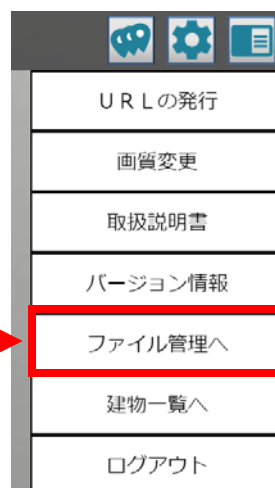 ＵＲＬの発行
画質変更
取扱説明書
バージョン情報
ファイル管理へ
建物一覧へ
ログアウト